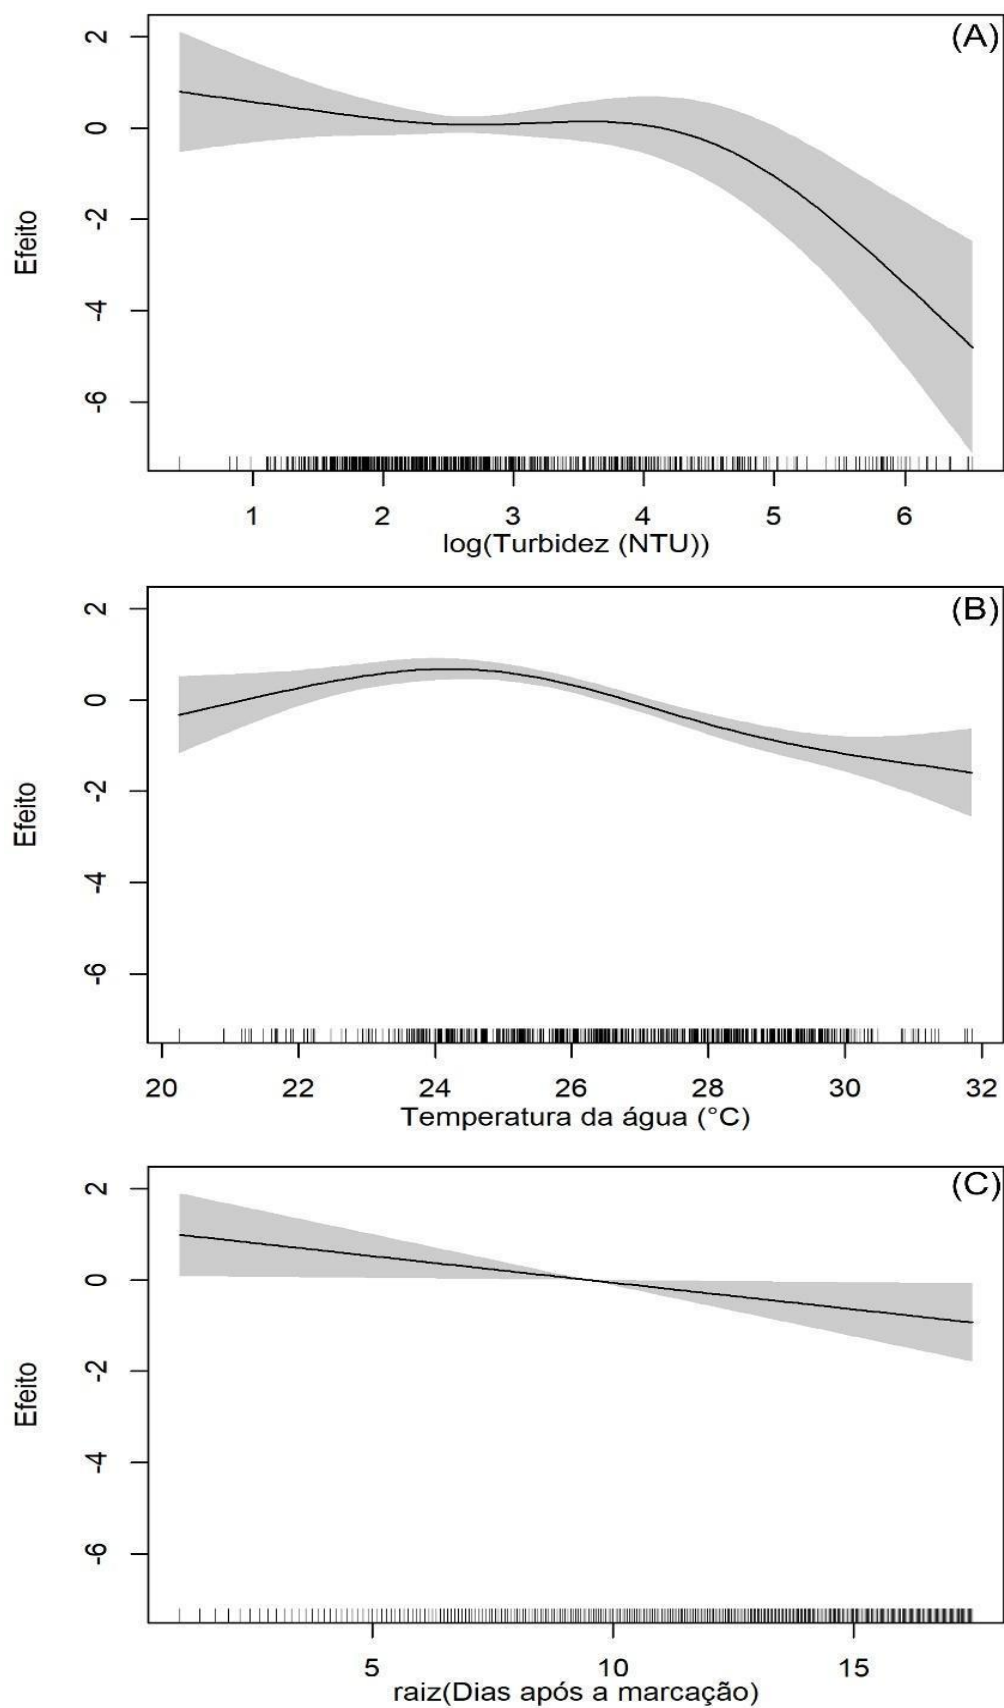 (A)
2
0
-2
-4
-6
Efeito
1 2 3 4 5 6
log(Turbidez (NTU))
(B)
2
0
-2
-4
-6
Efeito
20 22 24 26 28 30 32
Temperatura da água (°C)
(C)
2
0
-2
-4
-6
Efeito
5 10 15
raiz(Dias após a marcação)